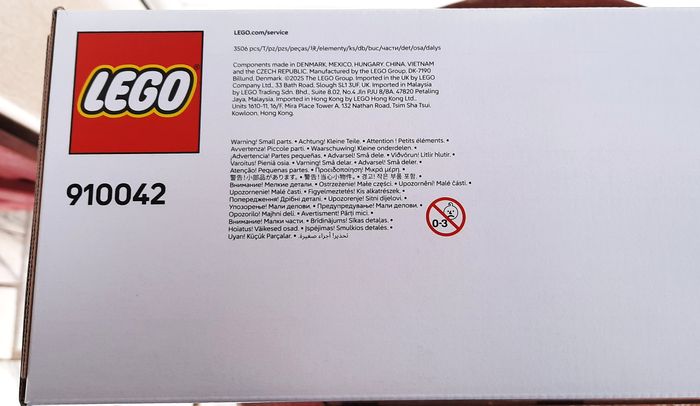 LEGO®
910042
LEGO.com/service
3506 pcs/T/pz/pzs/peças/開/elementy/ks/db/buc/части/det/osa/dalys
Components made in DENMARK, MEXICO, HUNGARY, CHINA, VIETNAM
and the CZECH REPUBLIC. Manufactured by the LEGO Group, DK-7190
Billund, Denmark. ©2025 The LEGO Group. Imported in the UK by LEGO
Company Ltd., 33 Bath Road, Slough SL1 3UF, UK. Imported in Malaysia
by LEGO Trading Sdn. Bhd., Suite 8.02, No.4 Jln PJU 8/8A, 47820 Petaling
Jaya, Malaysia. Imported in Hong Kong by LEGO Hong Kong Ltd.,
Units 1610-11, 16/F, Mira Place Tower A, 132 Nathan Road, Tsim Sha Tsui,
Kowloon, Hong Kong.
Warning! Small parts. • Achtung! Kleine Teile. • Attention ! Petits éléments. •
Avvertenza! Piccole parti. • Waarschuwing! Kleine onderdelen. •
¡Advertencia! Partes pequeñas. • Advarsel! Små dele. • Viðvörun! Litlir hlutir. •
Varoitus! Pieniä osia. • Varning! Små delar. • Advarsel! Små deler. •
Atenção! Pequenas partes. • Προειδοποίηση! Μικρά μέρη. •
警告!小部品があります。• 警告!当心小物件。• 경고! 작은 부품 포함. •
Внимание! Мелкие детали. • Ostrzeżenie! Małe części. • Upozornění! Malé části. •
Upozornenie! Malé časti. • Figyelmeztetés! Kis alkatrészek. •
Попередження! Дрібні деталі. • Upozorenje! Sitni dijelovi. •
Упозорење! Мали делови. • Предупредување! Мали делови. •
Opozorilo! Majhni deli. • Avertisment! Părți mici. •
Внимание! Малки части. • Brīdinājums! Sīkas detaļas. •
Hoiatus! Väikesed osad. • Įspėjimas! Smulkios detalės. •
Uyarı! Küçük Parçalar. • تحذير! أجزاء صغيرة. •
0-3